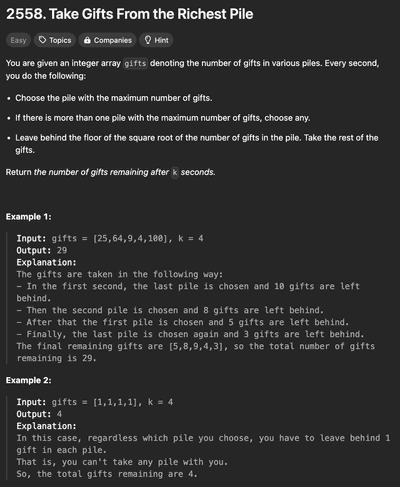 2558. Take Gifts From the Richest Pile
Easy Topics Companies Hint
You are given an integer array gifts denoting the number of gifts in various piles. Every second,
you do the following:
• Choose the pile with the maximum number of gifts.
• If there is more than one pile with the maximum number of gifts, choose any.
• Leave behind the floor of the square root of the number of gifts in the pile. Take the rest of the
gifts.
Return the number of gifts remaining after k seconds.
Example 1:
Input: gifts = [25,64,9,4,100], k = 4
Output: 29
Explanation:
The gifts are taken in the following way:
- In the first second, the last pile is chosen and 10 gifts are left
behind.
- Then the second pile is chosen and 8 gifts are left behind.
- After that the first pile is chosen and 5 gifts are left behind.
- Finally, the last pile is chosen again and 3 gifts are left behind.
The final remaining gifts are [5,8,9,4,3], so the total number of gifts
remaining is 29.
Example 2:
Input: gifts = [1,1,1,1], k = 4
Output: 4
Explanation:
In this case, regardless which pile you choose, you have to leave behind 1
gift in each pile.
That is, you can't take any pile with you.
So, the total gifts remaining are 4.